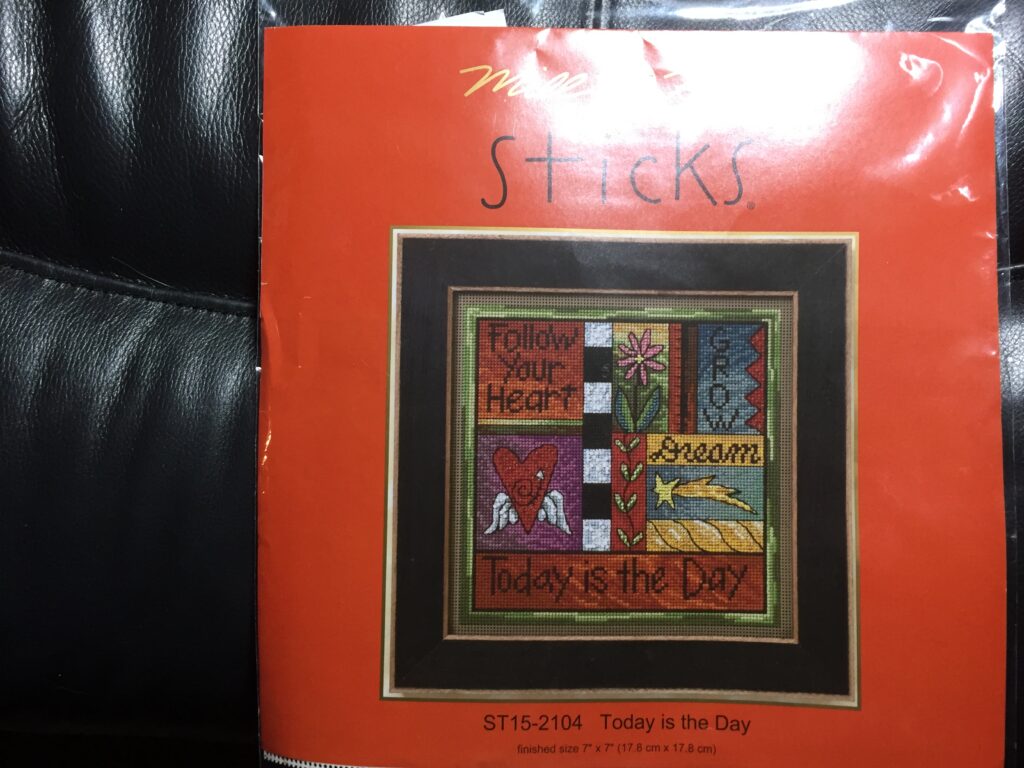 Mill
Sticks®
Follow
Your
Heart
GROW
Dream
Today is the Day
ST15-2104 Today is the Day
finished size 7" x 7" (17.8 cm x 17.8 cm)